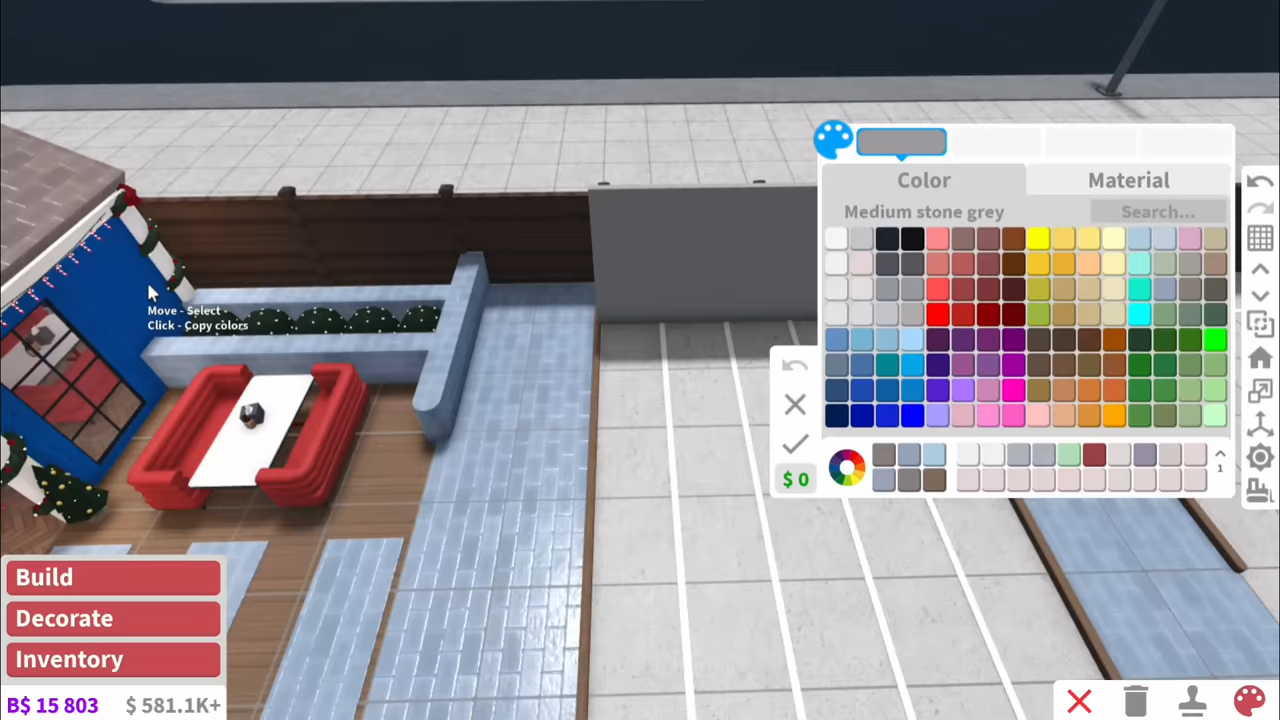 Color
Material
Medium stone grey
Search...
Move - Select
Click - Copy colors
1
$ 0
Build
Decorate
Inventory
B$ 15 803
$ 581.1K+